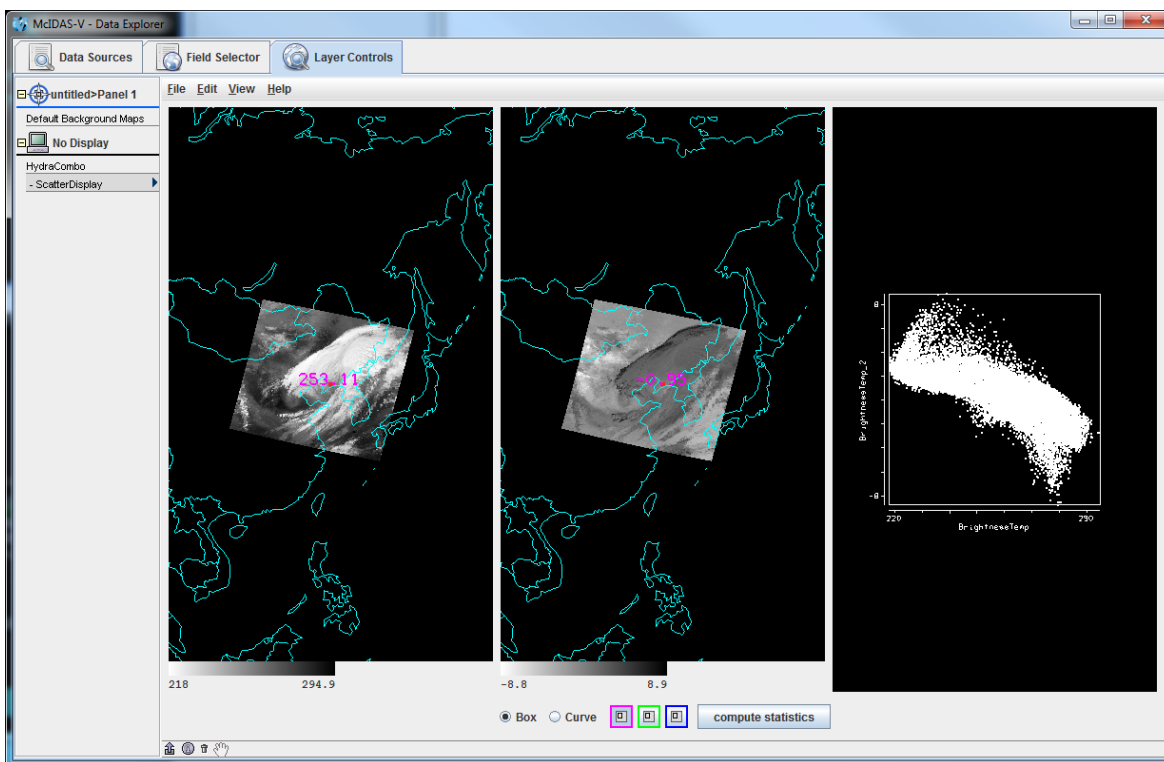 McIDAS-V - Data Explorer
Data Sources
Field Selector
Layer Controls
untitled>Panel 1
Default Background Maps
No Display
HydraCombo
- ScatterDisplay
File Edit View Help
253.11
218 294.9
-8.8 8.9
8
BrightnessTemp_2
-8
220 290
BrightnessTemp
Box Curve compute statistics